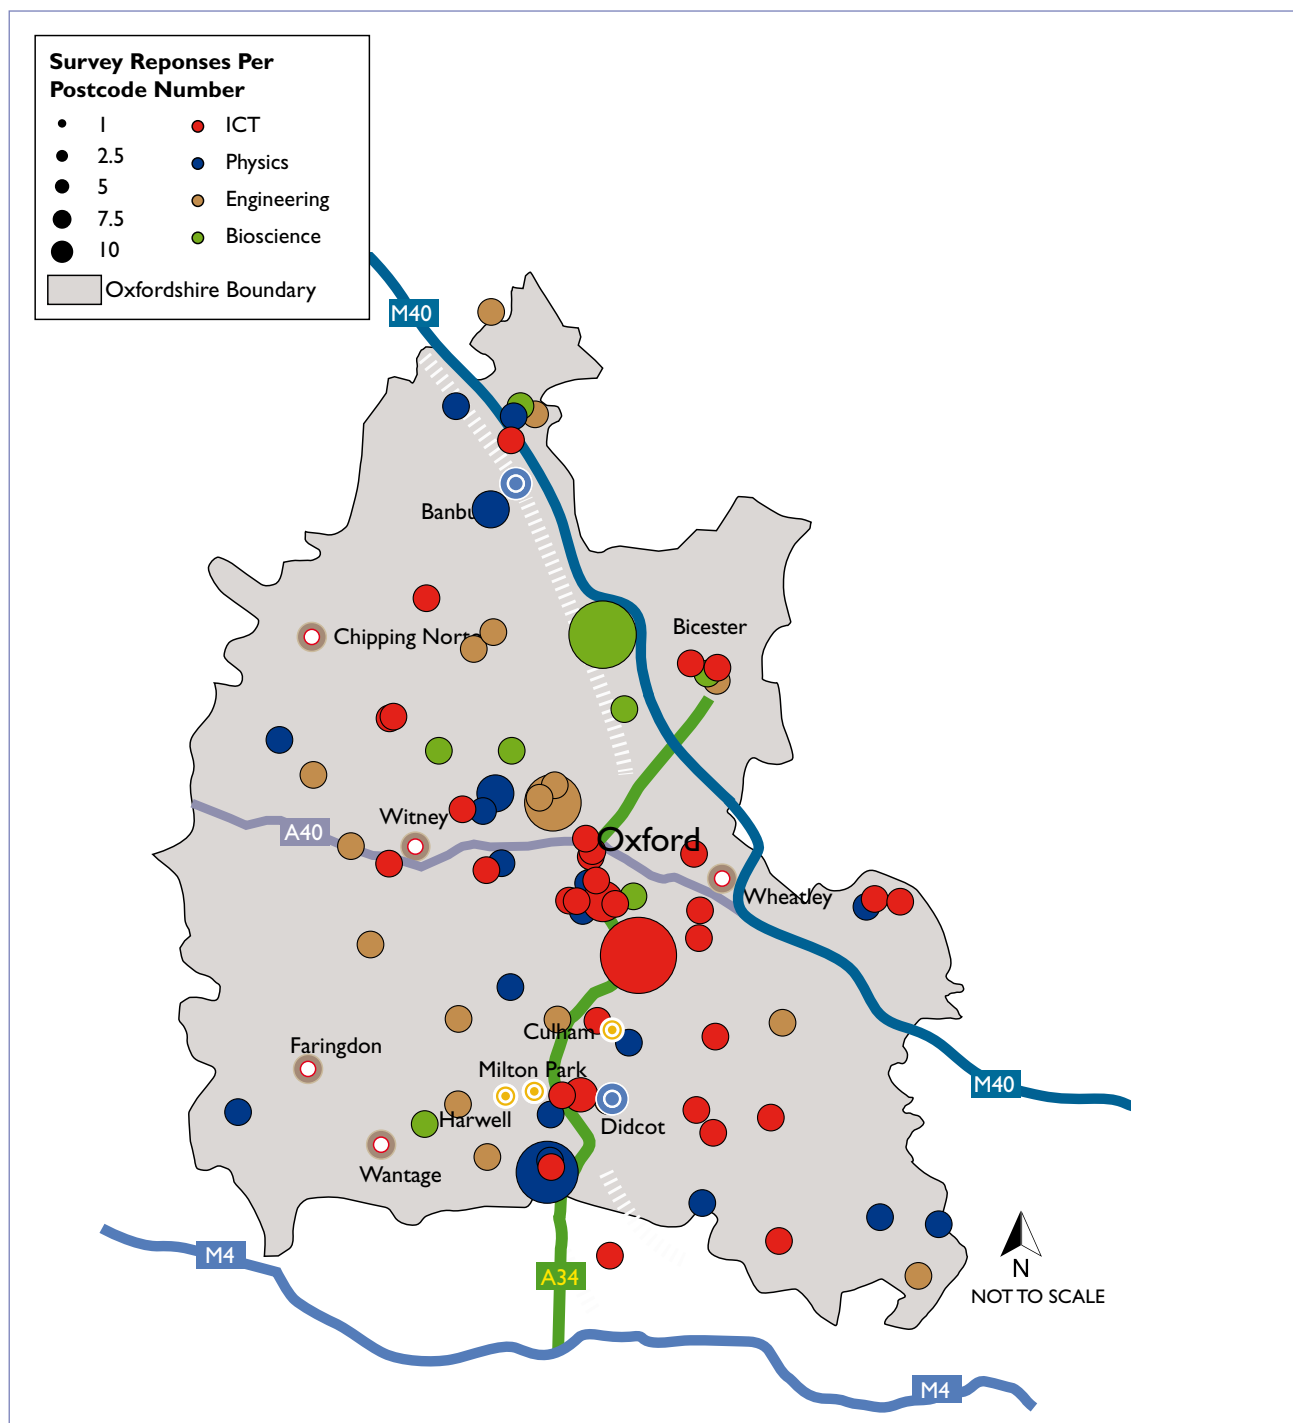 Survey Reponses Per
Postcode Number
1
2.5
5
7.5
10
ICT
Physics
Engineering
Bioscience
Oxfordshire Boundary
M40
Banbu
Chipping Norto
Bicester
Witney
A40
Oxford
Wheatley
Culham
Faringdon
Milton Park
M40
Harwell
Didcot
Wantage
M4
A34
N
NOT TO SCALE
M4